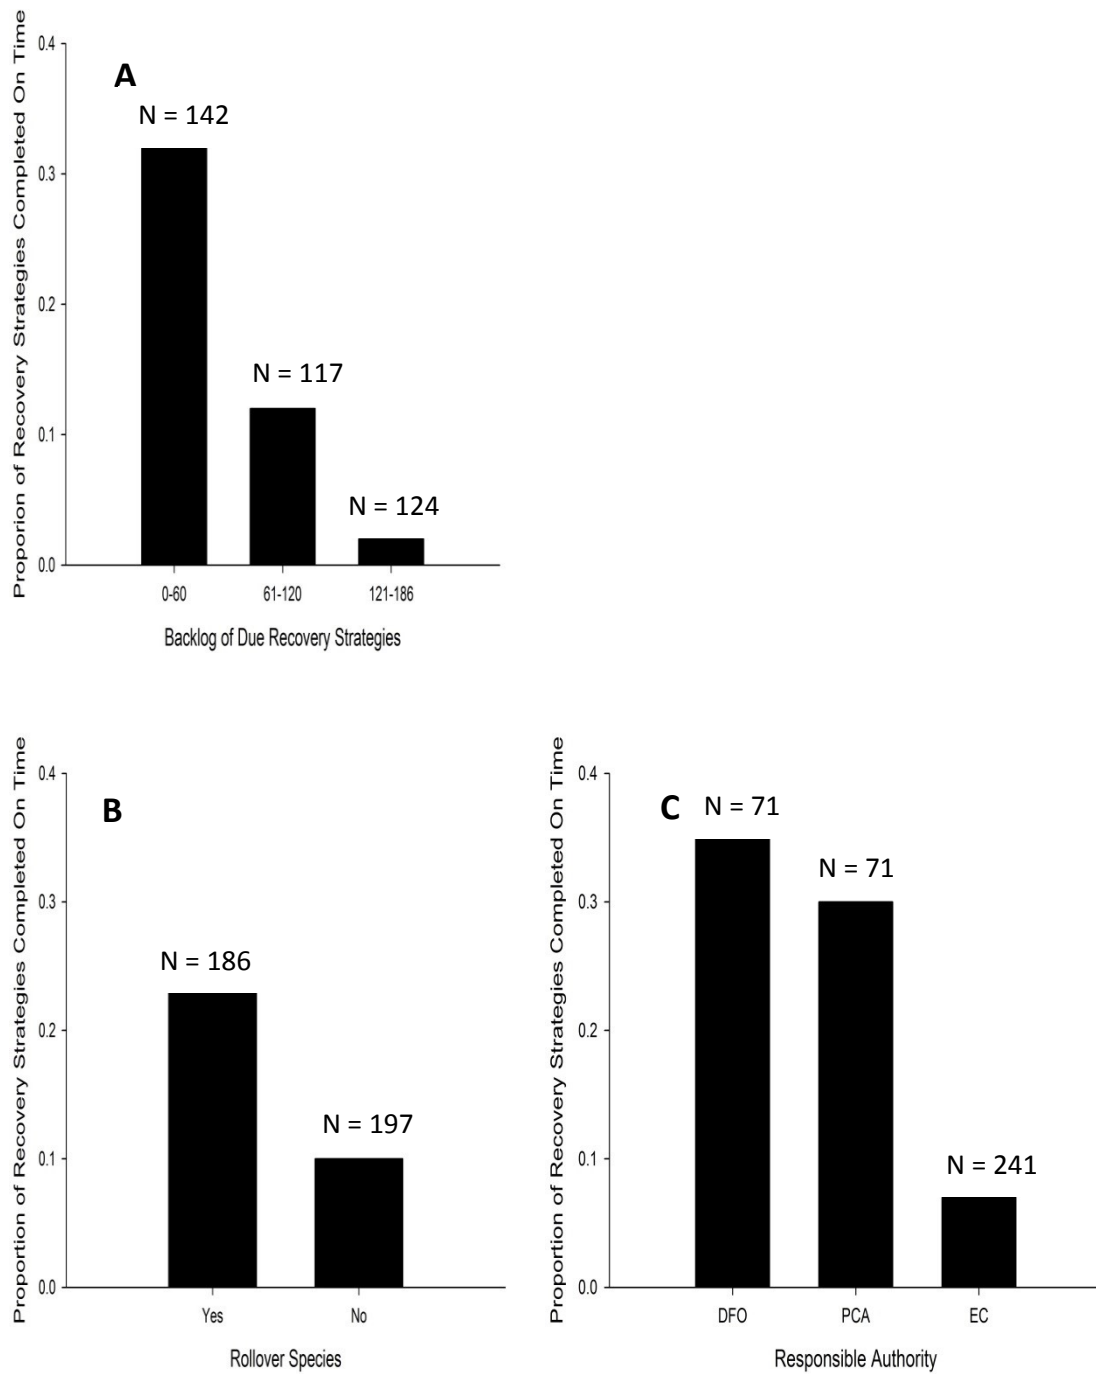 Proporion of Recovery Strategies Completed On Time
0.4
0.3
0.2
0.1
0.0
A
N = 142
N = 117
N = 124
0-60
61-120
121-186
Backlog of Due Recovery Strategies
Proportion of Recovery Strategies Completed On Time
0.4
0.3
0.2
0.1
0.0
B
N = 186
N = 197
Yes
No
Rollover Species
Proportion of Recovery Strategies Completed On Time
0.4
0.3
0.2
0.1
0.0
C
N = 71
N = 71
N = 241
DFO
PCA
EC
Responsible Authority